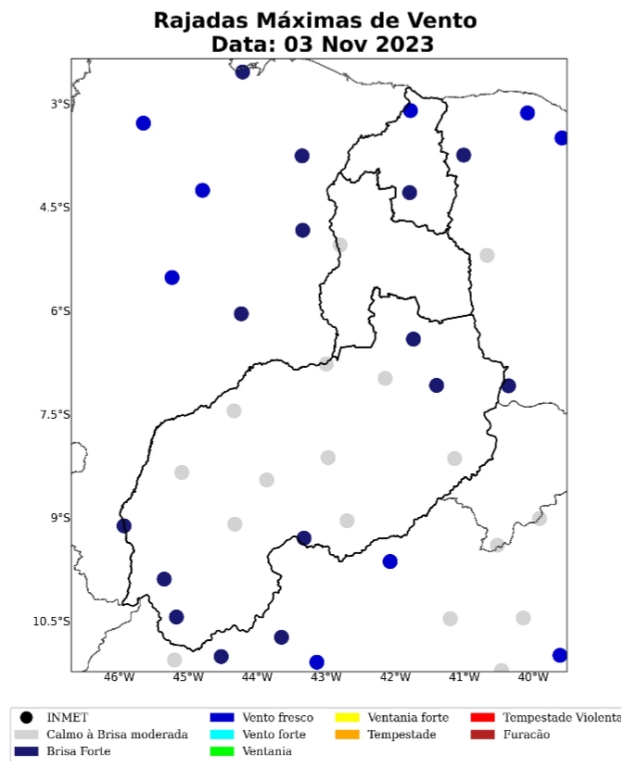 Rajadas Máximas de Vento
Data: 03 Nov 2023
3°S
4.5°S
6°S
7.5°S
9°S
10.5°S
46°W 45°W 44°W 43°W 42°W 41°W 40°W
INMET Vento fresco Ventania forte Tempestade Violenta
Calmo à Brisa moderada Vento forte Tempestade Furacão
Brisa Forte Ventania